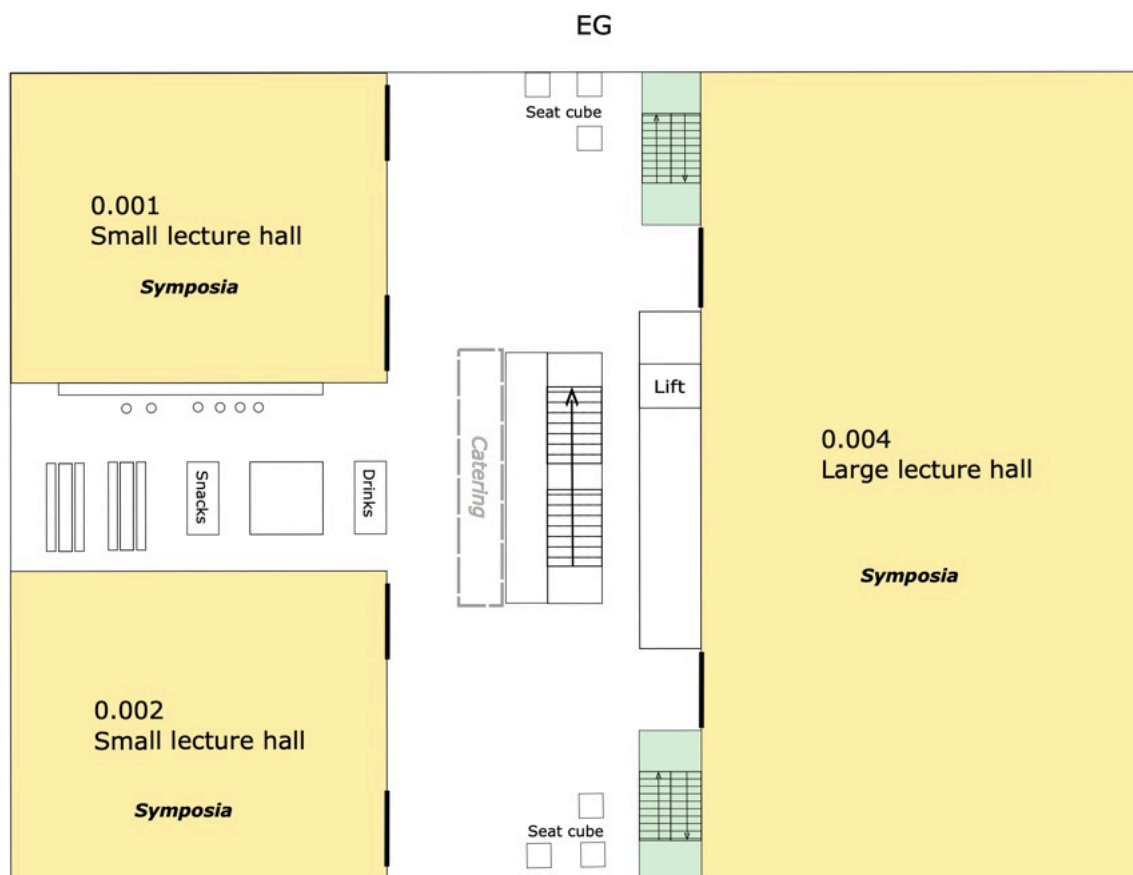 EG
Seat cube
0.001
Small lecture hall
Symposia
Lift
0.004
Large lecture hall
Symposia
Snacks
Drinks
Catering
0.002
Small lecture hall
Symposia
Seat cube